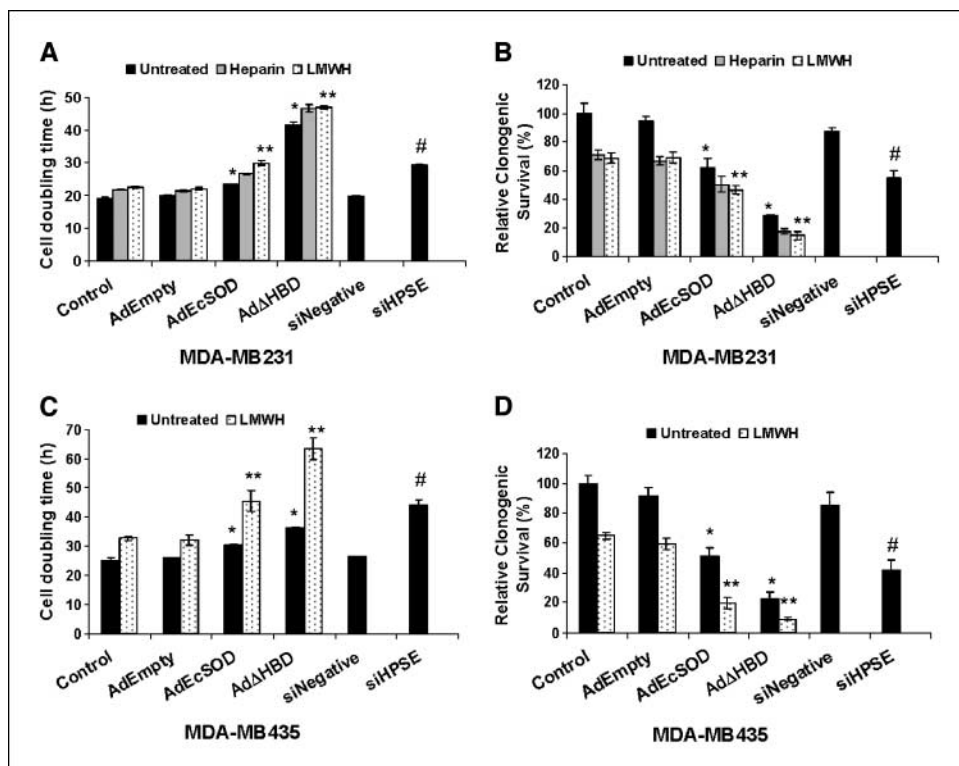 A
Untreated Heparin LMWH
Cell doubling time (h)
50
40
30
20
10
0
* ** * ** #
Control AdEmpty AdEcSOD AdΔHBD siNegative siHPSE
MDA-MB231
B
Untreated Heparin LMWH
Relative Clonogenic
Survival (%)
120
100
80
60
40
20
0
* ** * ** #
Control AdEmpty AdEcSOD AdΔHBD siNegative siHPSE
MDA-MB231
C
Untreated LMWH
Cell doubling time (h)
70
60
50
40
30
20
10
0
* ** * ** #
Control AdEmpty AdEcSOD AdΔHBD siNegative siHPSE
MDA-MB435
D
Untreated LMWH
Relative Clonogenic
Survival (%)
120
100
80
60
40
20
0
* ** * ** #
Control AdEmpty AdEcSOD AdΔHBD siNegative siHPSE
MDA-MB435